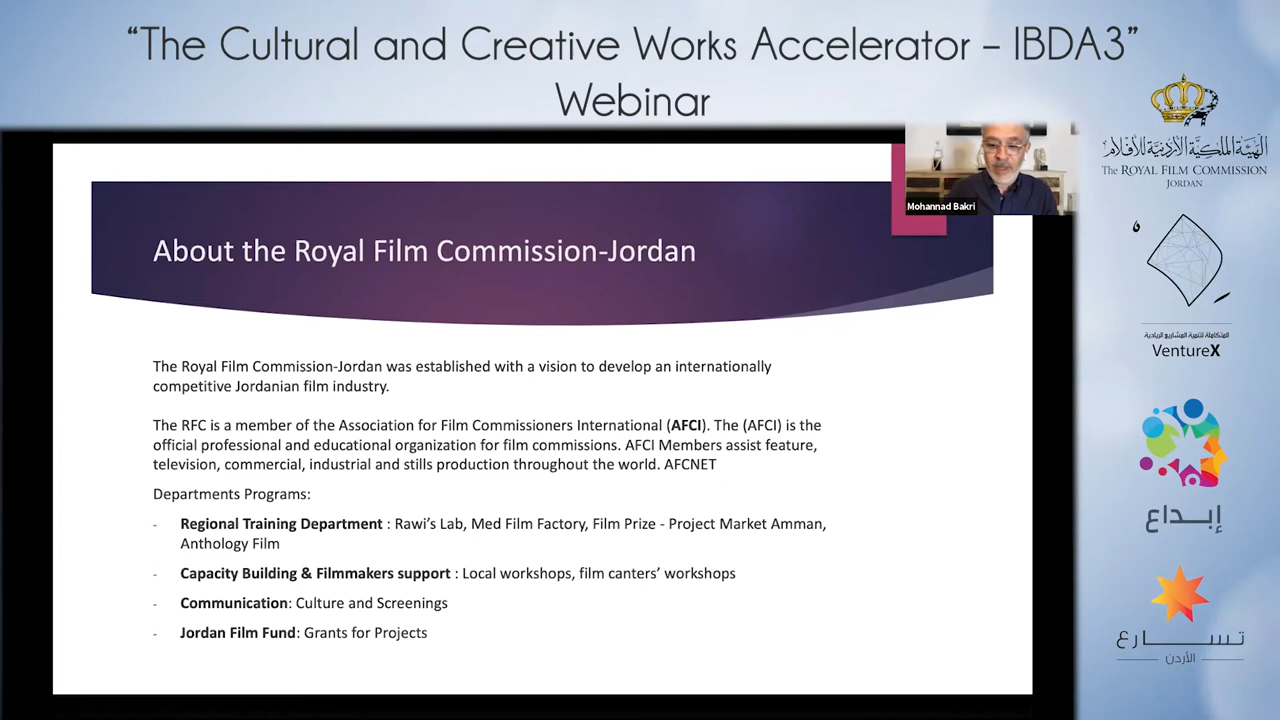 “The Cultural and Creative Works Accelerator – IBDA3”
Webinar
Mohannad Bakri
الهيئة الملكية الأردنية للأفلام
The ROYAL FILM COMMISSION
JORDAN
About the Royal Film Commission-Jordan
The Royal Film Commission-Jordan was established with a vision to develop an internationally
competitive Jordanian film industry.
The RFC is a member of the Association for Film Commissioners International (AFCI). The (AFCI) is the
official professional and educational organization for film commissions. AFCI Members assist feature,
television, commercial, industrial and stills production throughout the world. AFCNET
Departments Programs:
- Regional Training Department : Rawi’s Lab, Med Film Factory, Film Prize - Project Market Amman,
Anthology Film
- Capacity Building & Filmmakers support : Local workshops, film canters’ workshops
- Communication: Culture and Screenings
- Jordan Film Fund: Grants for Projects
المتكاملة لتنمية المشاريع الريادية
VentureX
إبداع
تسارع
الأردن